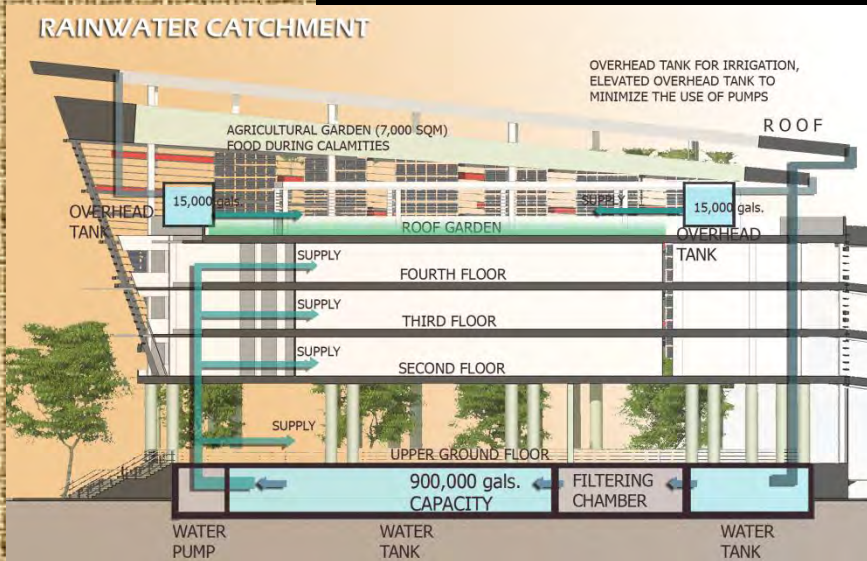 RAINWATER CATCHMENT
OVERHEAD TANK FOR IRRIGATION,
ELEVATED OVERHEAD TANK TO
MINIMIZE THE USE OF PUMPS
ROOF
AGRICULTURAL GARDEN (7,000 SQM)
FOOD DURING CALAMITIES
15,000 gals.
OVERHEAD
TANK
SUPPLY
15,000 gals.
OVERHEAD
TANK
ROOF GARDEN
SUPPLY
FOURTH FLOOR
SUPPLY
THIRD FLOOR
SUPPLY
SECOND FLOOR
SUPPLY
UPPER GROUND FLOOR
900,000 gals.
CAPACITY
FILTERING
CHAMBER
WATER
PUMP
WATER
TANK
WATER
TANK